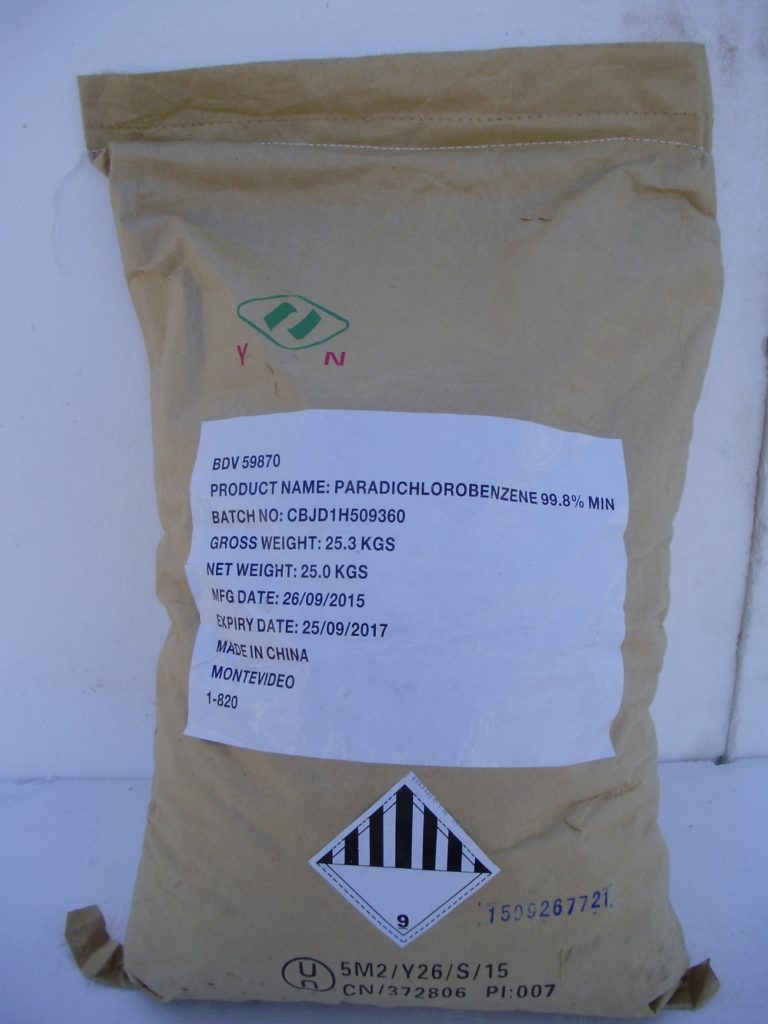 Y N
BDV 59870
PRODUCT NAME: PARADICHLOROBENZENE 99.8% MIN
BATCH NO: CBJD1H509360
GROSS WEIGHT: 25.3 KGS
NET WEIGHT: 25.0 KGS
MFG DATE: 26/09/2015
EXPIRY DATE: 25/09/2017
MADE IN CHINA
MONTEVIDEO
1-820
9
1509267721
un 5M2/Y26/S/15
CN/372806 PI:007